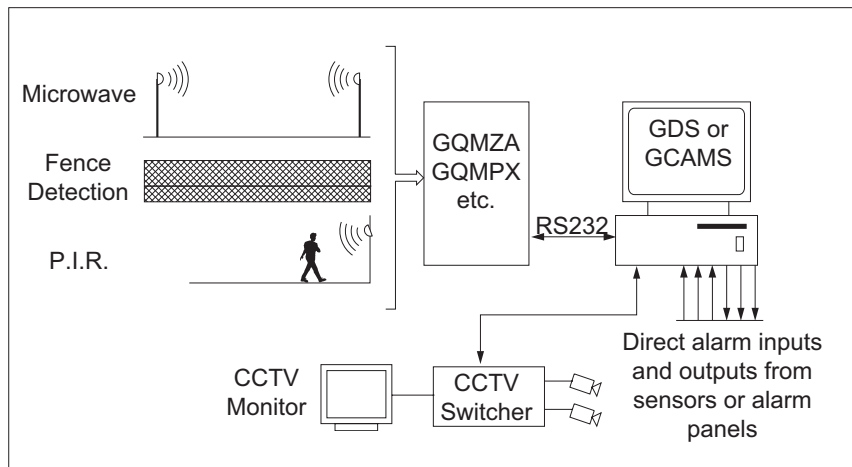 Microwave
Fence
Detection
P.I.R.
GQMZA
GQMPX
etc.
RS232
GDS or
GCAMS
CCTV
Monitor
CCTV
Switcher
Direct alarm inputs
and outputs from
sensors or alarm
panels